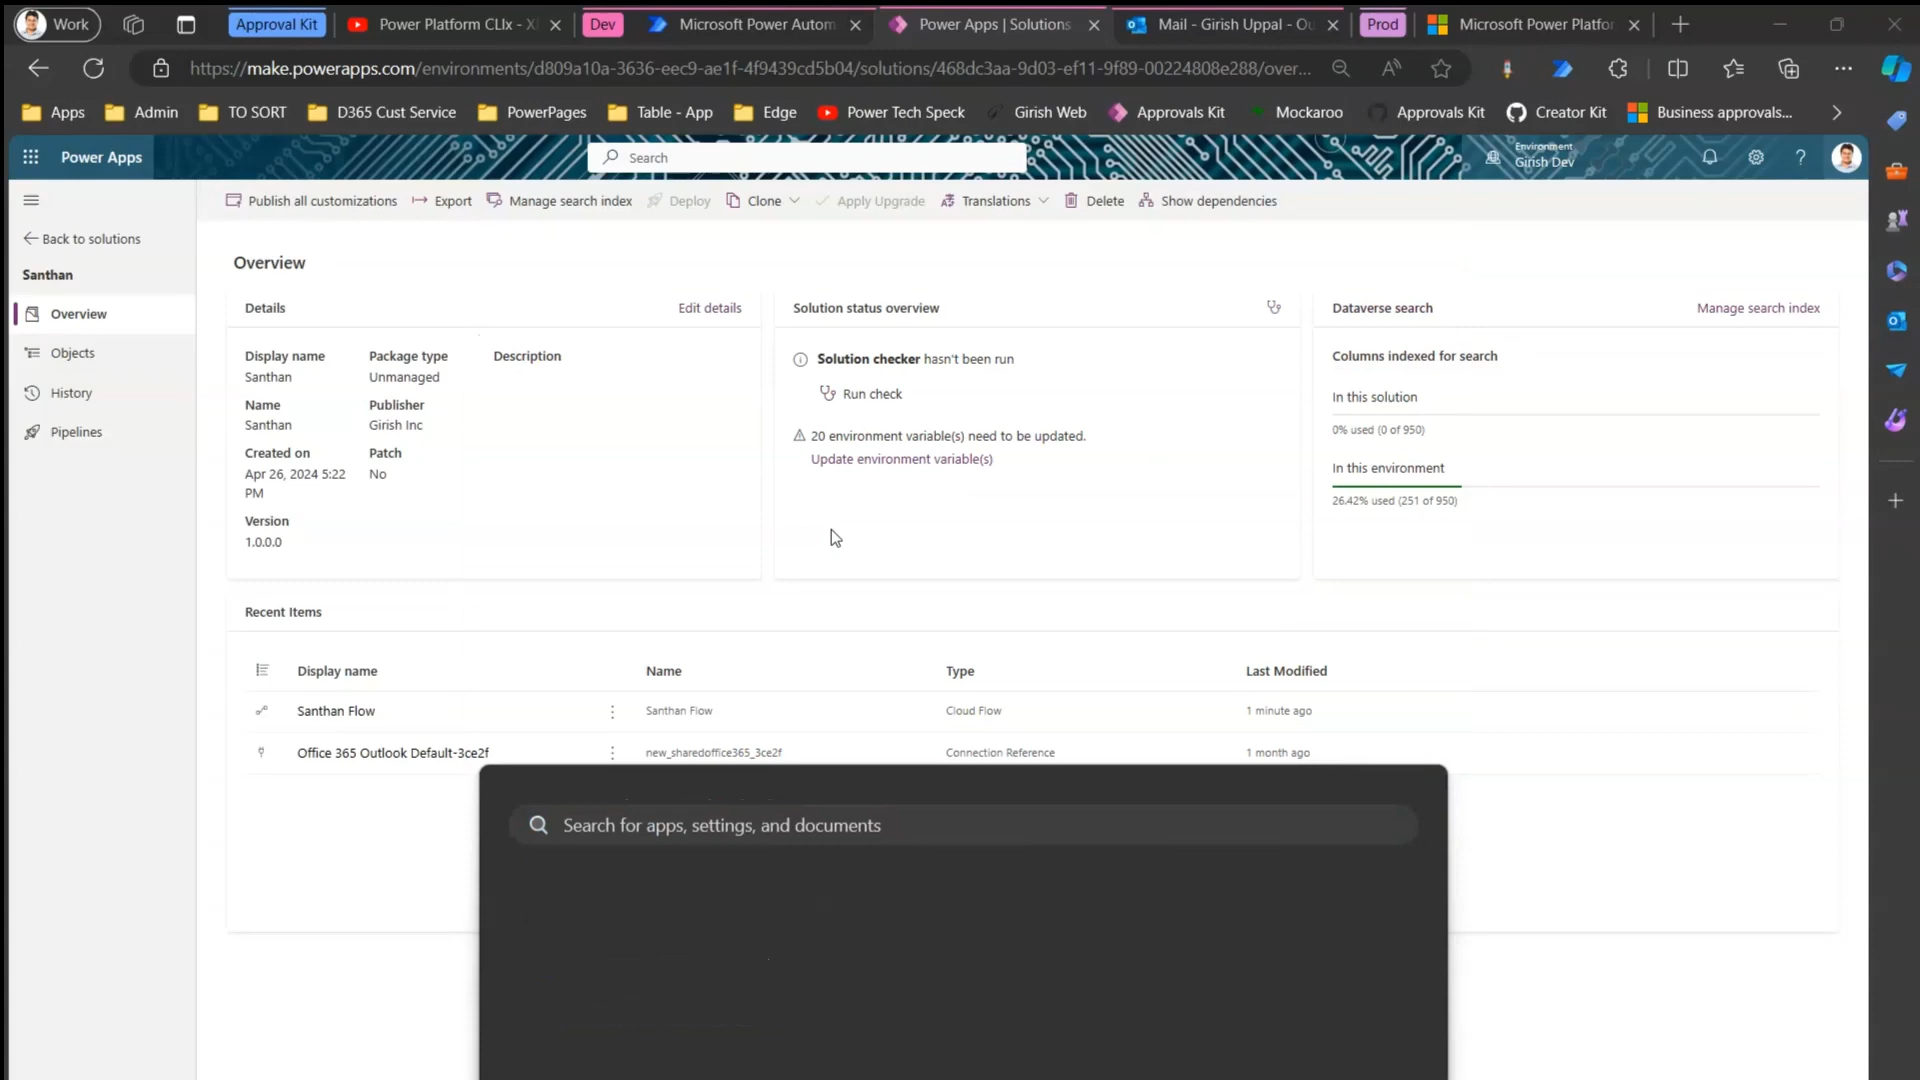 Work
Approval Kit
Power Platform CLIx - X
Dev
Microsoft Power Autom
Power Apps | Solutions
Mail - Girish Uppal - Ou
Prod
Microsoft Power Platfo
https://make.powerapps.com/environments/d809a10a-3636-eec9-ae1f-4f9439cd5b04/solutions/468dc3aa-9d03-ef11-9f89-00224808e288/over...
Apps
Admin
TO SORT
D365 Cust Service
PowerPages
Table - App
Edge
Power Tech Speck
Girish Web
Approvals Kit
Mockaroo
Approvals Kit
Creator Kit
Business approvals...
Power Apps
Search
Environment
Girish Dev
Publish all customizations
Export
Manage search index
Deploy
Clone
Apply Upgrade
Translations
Delete
Show dependencies
Back to solutions
Santhan
Overview
Objects
History
Pipelines
Overview
Details
Edit details
Display name
Santhan
Package type
Unmanaged
Description
Name
Santhan
Publisher
Girish Inc
Created on
Apr 26, 2024 5:22
PM
Patch
No
Version
1.0.0.0
Solution status overview
Solution checker hasn't been run
Run check
20 environment variable(s) need to be updated.
Update environment variable(s)
Dataverse search
Manage search index
Columns indexed for search
In this solution
0% used (0 of 950)
In this environment
26.42% used (251 of 950)
Recent Items
Display name
Name
Type
Last Modified
Santhan Flow
Santhan Flow
Cloud Flow
1 minute ago
Office 365 Outlook Default-3ce2f
new_sharedoffice365_3ce2f
Connection Reference
1 month ago
Search for apps, settings, and documents